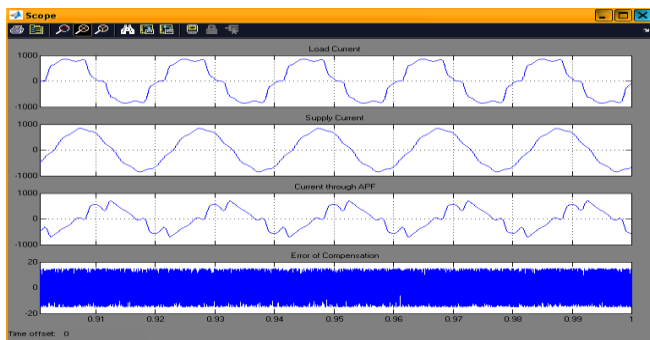 Scope
Load Current
1000
0
-1000
Supply Current
1000
0
-1000
Current through APF
1000
0
-1000
Error of Compensation
20
0
-20
0.91 0.92 0.93 0.94 0.95 0.96 0.97 0.98 0.99 1
Time offset: 0